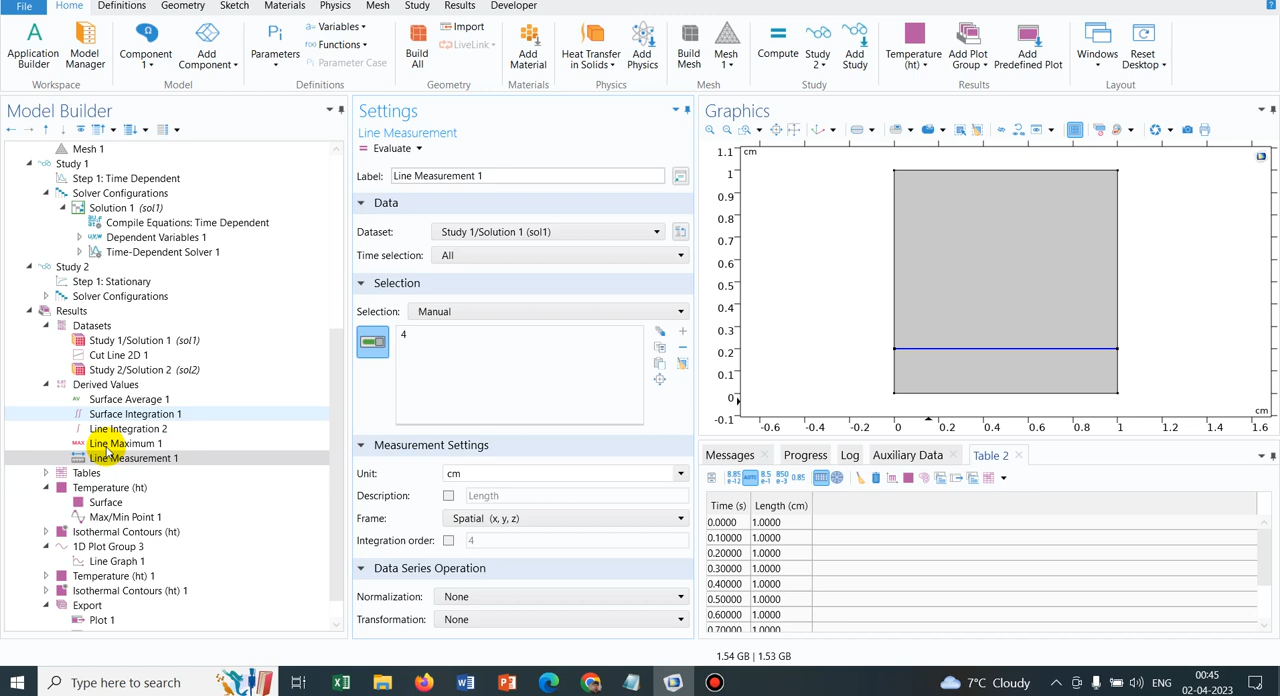 File Home Definitions Geometry Sketch Materials Physics Mesh Study Results Developer
Application Builder
Model Manager
Workspace
Component 1
Add Component
Model
Pi
Parameters
a= Variables
f(x) Functions
Pi Parameter Case
Definitions
Build All
Import
LiveLink
Geometry
Add Material
Materials
Heat Transfer in Solids
Add Physics
Physics
Build Mesh
Mesh 1
Mesh
Compute
Study 2
Add Study
Study
Temperature (ht)
Add Plot Group
Add Predefined Plot
Results
Windows
Reset Desktop
Layout
Model Builder
Mesh 1
Study 1
Step 1: Time Dependent
Solver Configurations
Solution 1 (sol1)
Compile Equations: Time Dependent
Dependent Variables 1
Time-Dependent Solver 1
Study 2
Step 1: Stationary
Solver Configurations
Results
Datasets
Study 1/Solution 1 (sol1)
Cut Line 2D 1
Study 2/Solution 2 (sol2)
Derived Values
Surface Average 1
Surface Integration 1
Line Integration 2
Line Maximum 1
Line Measurement 1
Tables
Temperature (ht)
Surface
Max/Min Point 1
Isothermal Contours (ht)
1D Plot Group 3
Line Graph 1
Temperature (ht) 1
Isothermal Contours (ht) 1
Export
Plot 1
Settings
Line Measurement
= Evaluate
Label: Line Measurement 1
Data
Dataset: Study 1/Solution 1 (sol1)
Time selection: All
Selection
Selection: Manual
4
Measurement Settings
Unit: cm
Description: Length
Frame: Spatial (x, y, z)
Integration order: 4
Data Series Operation
Normalization: None
Transformation: None
Graphics
cm
1.1
1
0.9
0.8
0.7
0.6
0.5
0.4
0.3
0.2
0.1
0
-0.1
-0.6 -0.4 -0.2 0 0.2 0.4 0.6 0.8 1 1.2 1.4 1.6
cm
Messages Progress Log Auxiliary Data Table 2
Time (s) Length (cm)
0.0000 1.0000
0.10000 1.0000
0.20000 1.0000
0.30000 1.0000
0.40000 1.0000
0.50000 1.0000
0.60000 1.0000
0.70000 1.0000
1.54 GB | 1.53 GB
Type here to search
7°C Cloudy
ENG
00:45
02-04-2023